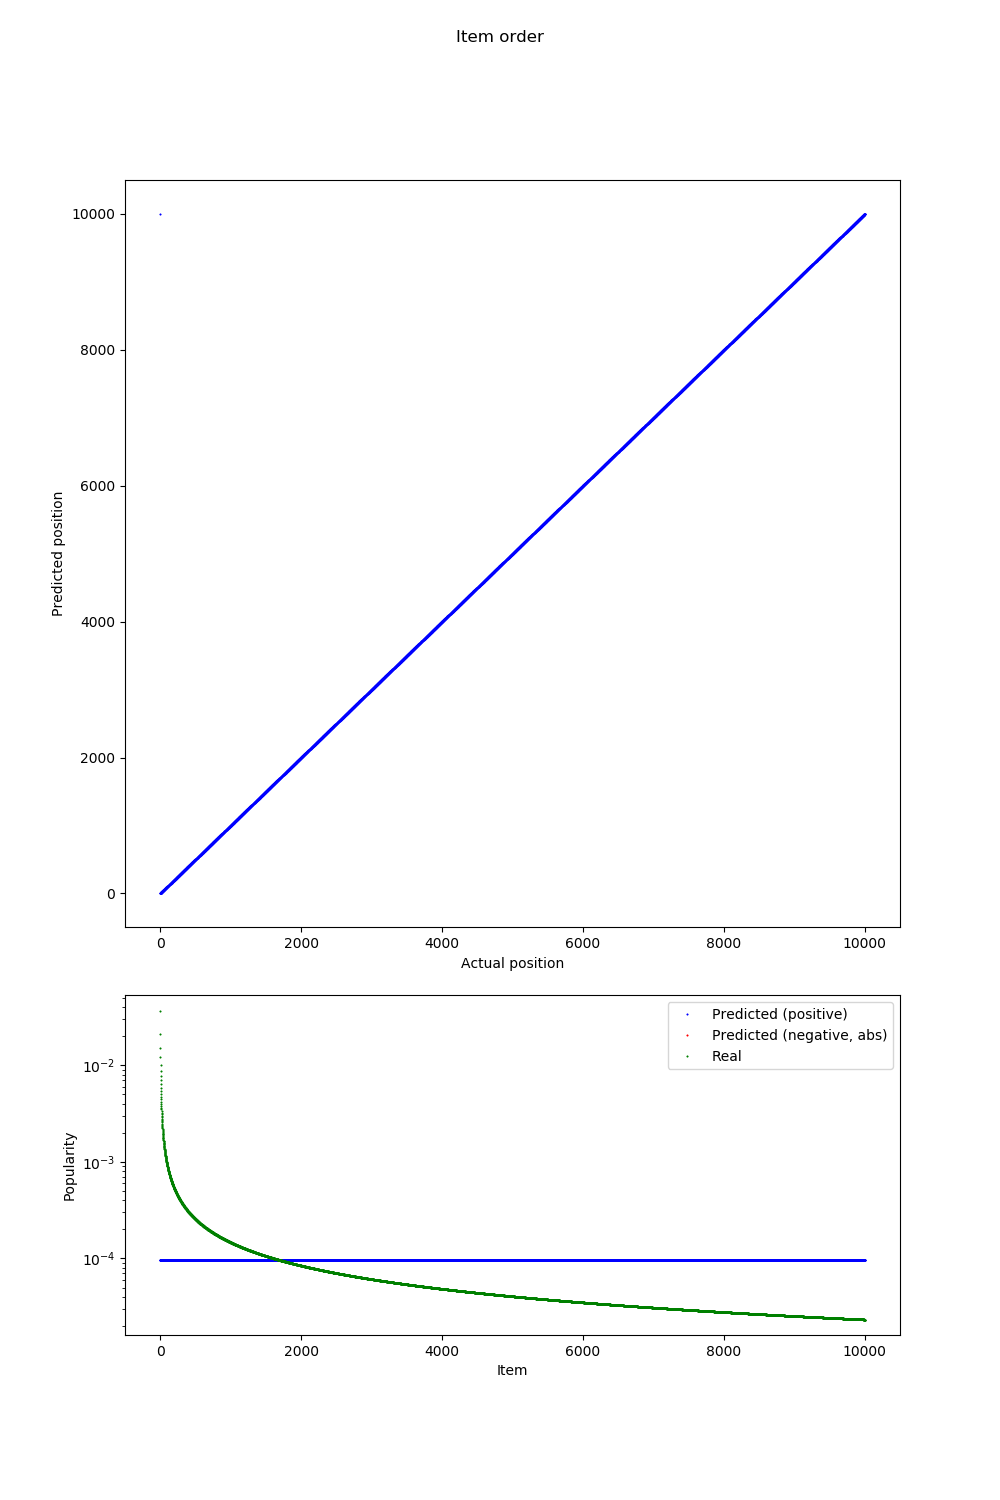 Item order
10000
8000
6000
4000
2000
0
Predicted position
0 2000 4000 6000 8000 10000
Actual position
Predicted (positive)
Predicted (negative, abs)
Real
10⁻²
10⁻³
10⁻⁴
Popularity
0 2000 4000 6000 8000 10000
Item